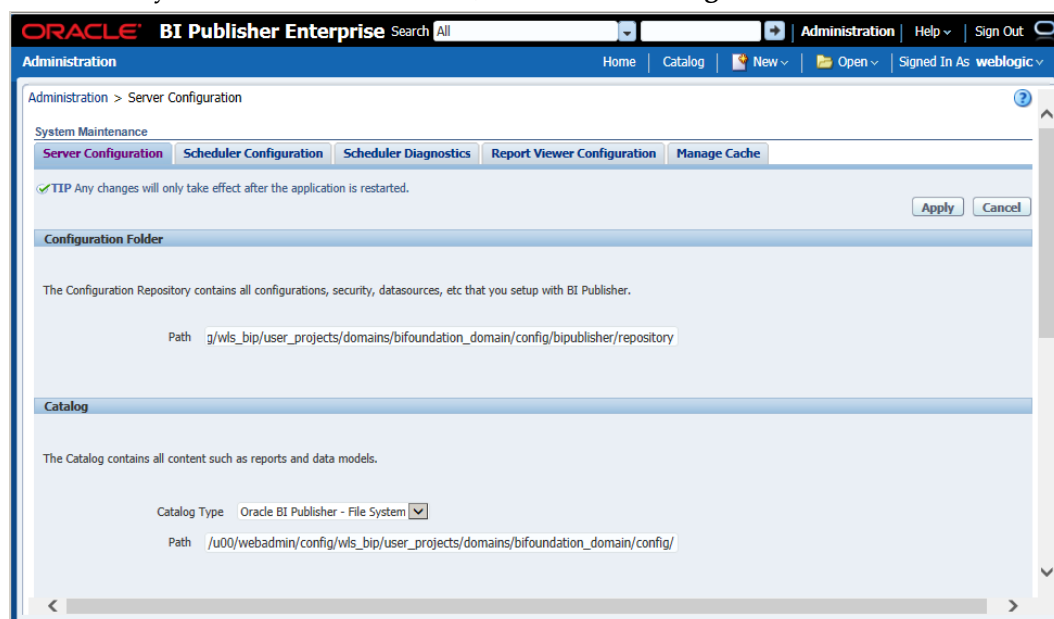 ORACLE BI Publisher Enterprise Search All Administration Help Sign Out
Administration Home Catalog New Open Signed In As weblogic
Administration > Server Configuration
System Maintenance
Server Configuration Scheduler Configuration Scheduler Diagnostics Report Viewer Configuration Manage Cache
TIP Any changes will only take effect after the application is restarted.
Apply Cancel
Configuration Folder
The Configuration Repository contains all configurations, security, datasources, etc that you setup with BI Publisher.
Path g/wls_bip/user_projects/domains/bifoundation_domain/config/bipublisher/repository
Catalog
The Catalog contains all content such as reports and data models.
Catalog Type Oracle BI Publisher - File System
Path /u00/webadmin/config/wls_bip/user_projects/domains/bifoundation_domain/config/